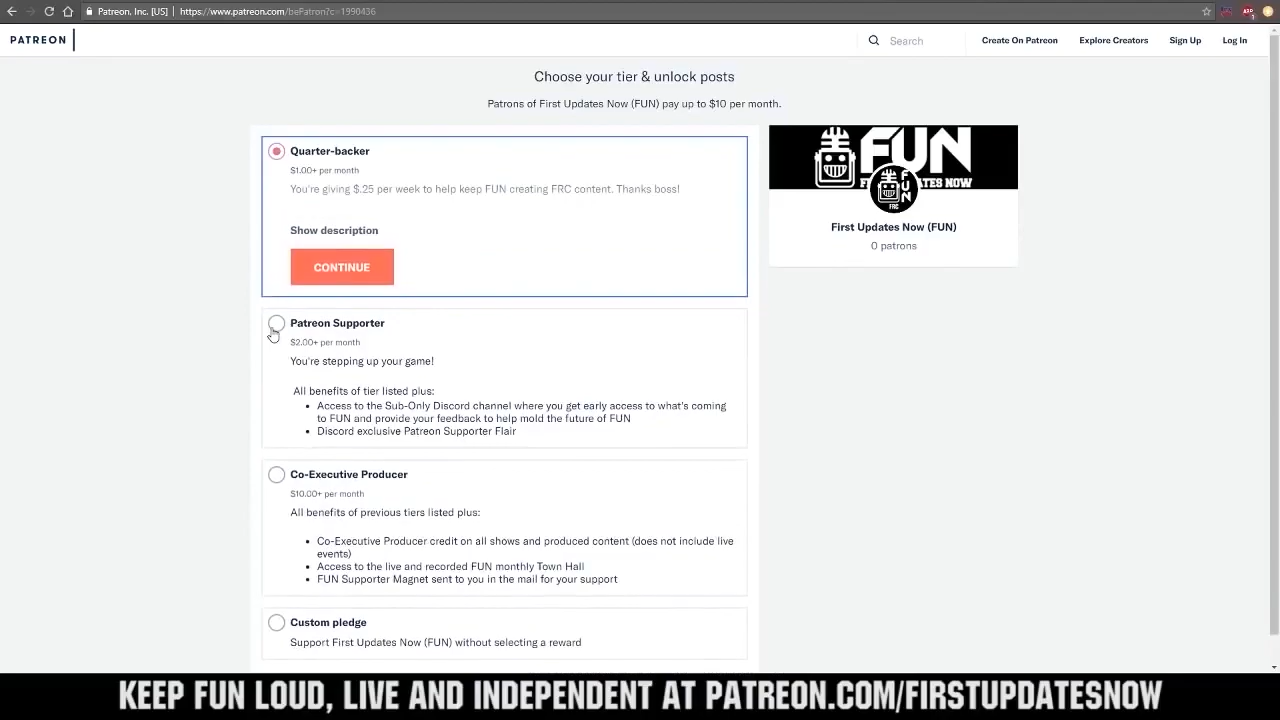 Patreon, Inc. [US] | https://www.patreon.com/bePatron?c=1990436
PATREON
Search
Create On Patreon
Explore Creators
Sign Up
Log In
Choose your tier & unlock posts
Patrons of First Updates Now (FUN) pay up to $10 per month.
Quarter-backer
$1.00+ per month
You're giving $.25 per week to help keep FUN creating FRC content. Thanks boss!
Show description
CONTINUE
Patreon Supporter
$2.00+ per month
You're stepping up your game!
All benefits of tier listed plus:
• Access to the Sub-Only Discord channel where you get early access to what's coming
to FUN and provide your feedback to help mold the future of FUN
• Discord exclusive Patreon Supporter Flair
Co-Executive Producer
$10.00+ per month
All benefits of previous tiers listed plus:
• Co-Executive Producer credit on all shows and produced content (does not include live
events)
• Access to the live and recorded FUN monthly Town Hall
• FUN Supporter Magnet sent to you in the mail for your support
Custom pledge
Support First Updates Now (FUN) without selecting a reward
FUN
FUN
FRC
First Updates Now (FUN)
0 patrons
KEEP FUN LOUD, LIVE AND INDEPENDENT AT PATREON.COM/FIRSTUPDATESNOW